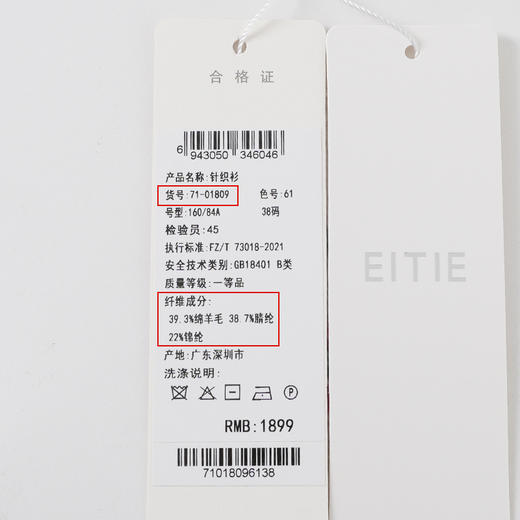 合格证
6 943050 346046
产品名称:针织衫
货号:71-01809 色号:61
号型:160/84A 38码
检验员:45
执行标准:FZ/T 73018-2021
安全技术类别:GB18401 B类
质量等级:一等品
纤维成分:
39.3%绵羊毛 38.7%腈纶
22%锦纶
产地:广东深圳市
洗涤说明:
P
RMB:1899
71018096138
EITIE